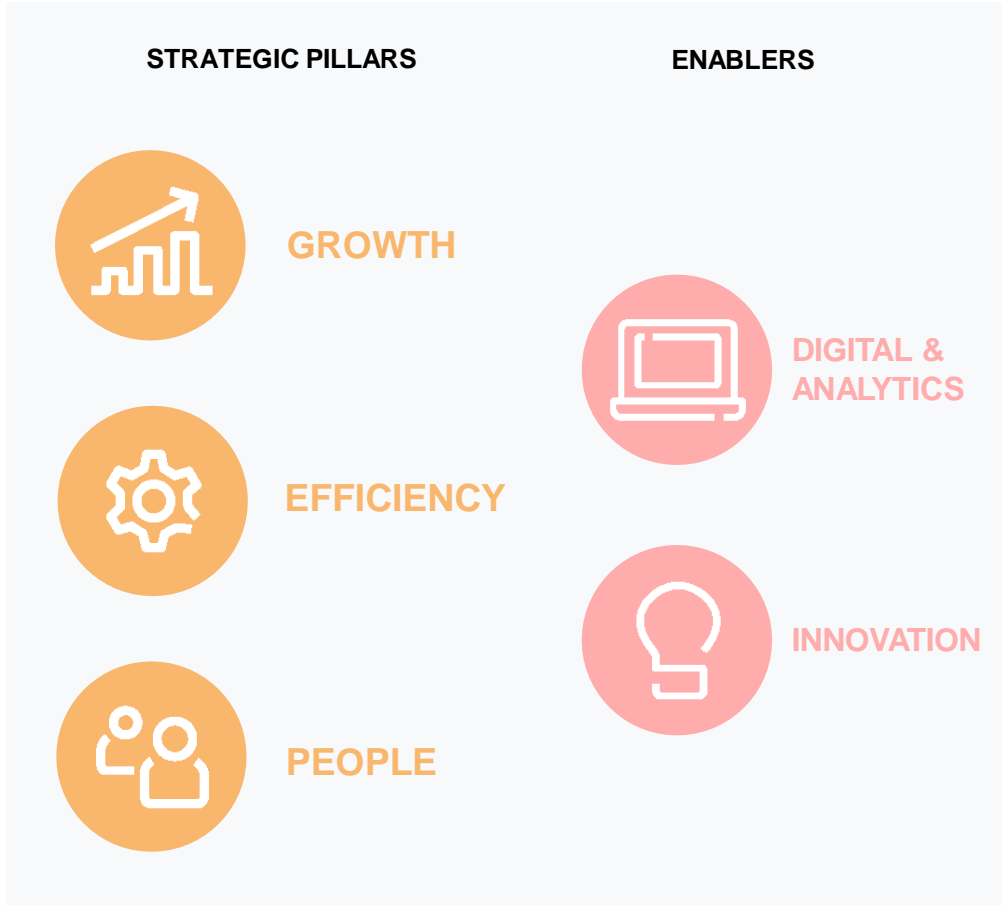 STRATEGIC PILLARS
GROWTH
EFFICIENCY
PEOPLE
ENABLERS
DIGITAL &
ANALYTICS
INNOVATION